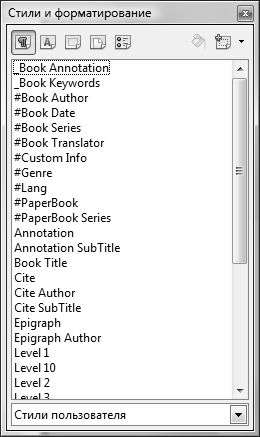 Стили и форматирование
_Book Annotation
_Book Keywords
#Book Author
#Book Date
#Book Series
#Book Translator
#Custom Info
#Genre
#Lang
#PaperBook
#PaperBook Series
Annotation
Annotation SubTitle
Book Title
Cite
Cite Author
Cite SubTitle
Epigraph
Epigraph Author
Level 1
Level 10
Level 2
Level 3
Стили пользователя